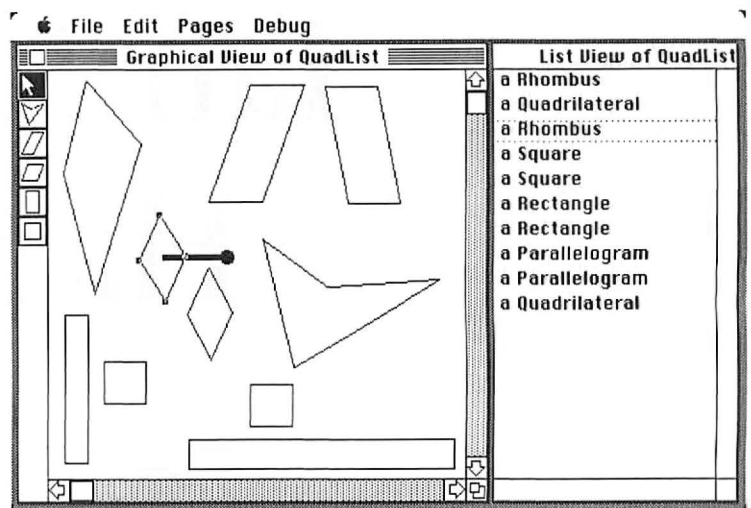 File Edit Pages Debug
Graphical View of QuadList
List View of QuadList
a Rhombus
a Quadrilateral
a Rhombus
a Square
a Square
a Rectangle
a Rectangle
a Parallelogram
a Parallelogram
a Quadrilateral